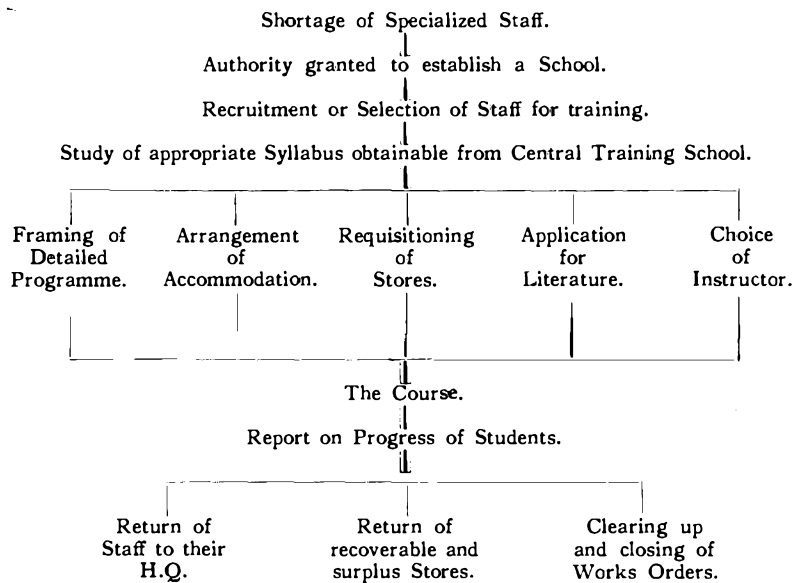 Shortage of Specialized Staff.
Authority granted to establish a School.
Recruitment or Selection of Staff for training.
Study of appropriate Syllabus obtainable from Central Training School.
Framing of
Detailed
Programme.
Arrangement
of
Accommodation.
Requisitioning
of
Stores.
Application
for
Literature.
Choice
of
Instructor.
The Course.
Report on Progress of Students.
Return of
Staff to their
H.Q.
Return of
recoverable and
surplus Stores.
Clearing up
and closing of
Works Orders.